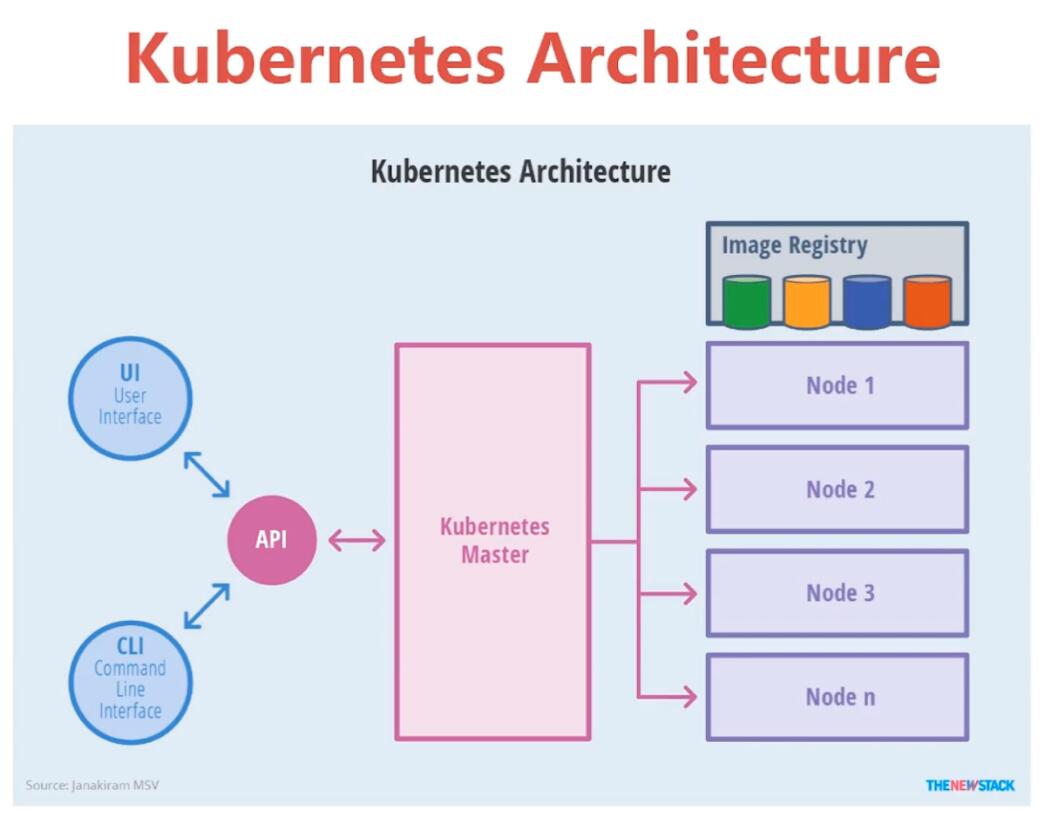 Kubernetes Architecture
Kubernetes Architecture
Image Registry
UI
User
Interface
API
CLI
Command
Line
Interface
Kubernetes
Master
Node 1
Node 2
Node 3
Node n
Source: Janakiram MSV
THENEWSTACK